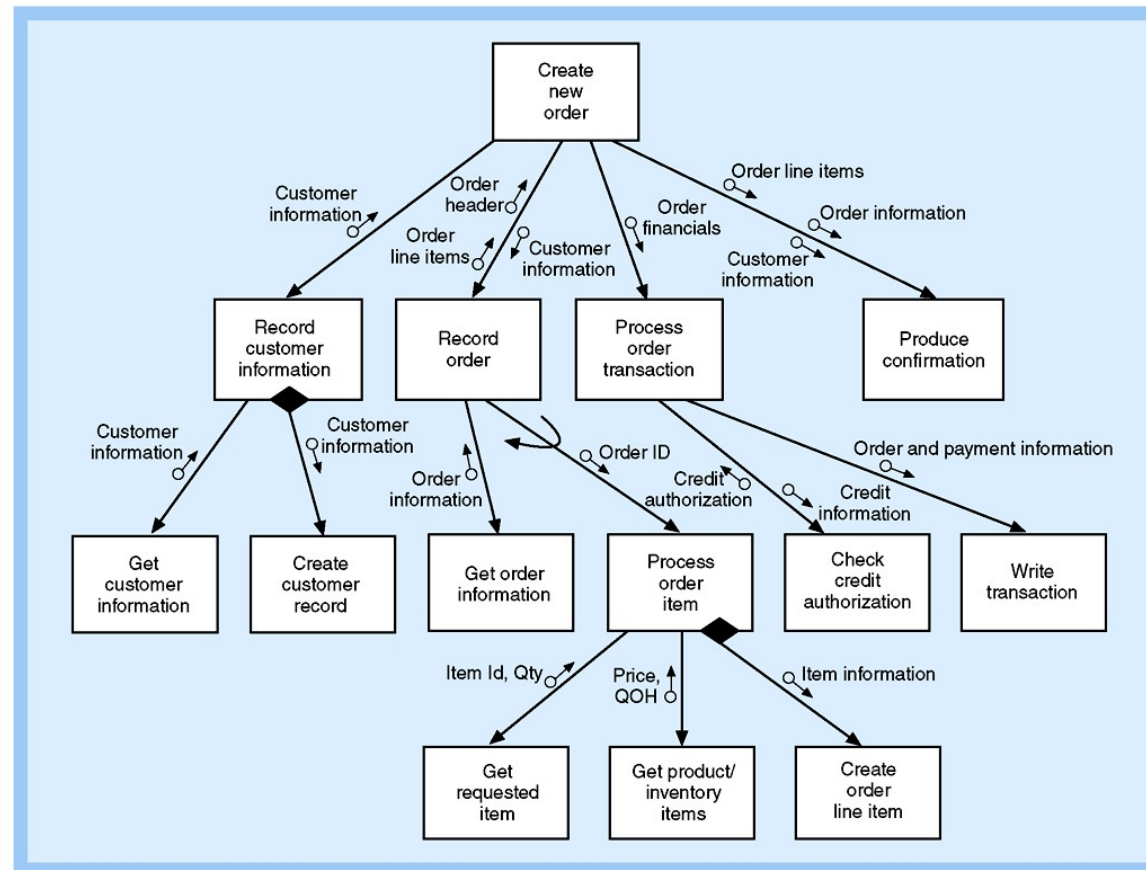 Create
new
order
Customer
information
Order
header
Order
line items
Customer
information
Order
financials
Order line items
Order information
Customer
information
Record
customer
information
Record
order
Process
order
transaction
Produce
confirmation
Customer
information
Customer
information
Order
information
Order ID
Credit
authorization
Credit
information
Order and payment information
Get
customer
information
Create
customer
record
Get order
information
Process
order
item
Check
credit
authorization
Write
transaction
Item Id, Qty
Price,
QOH
Item information
Get
requested
item
Get product/
inventory
items
Create
order
line item